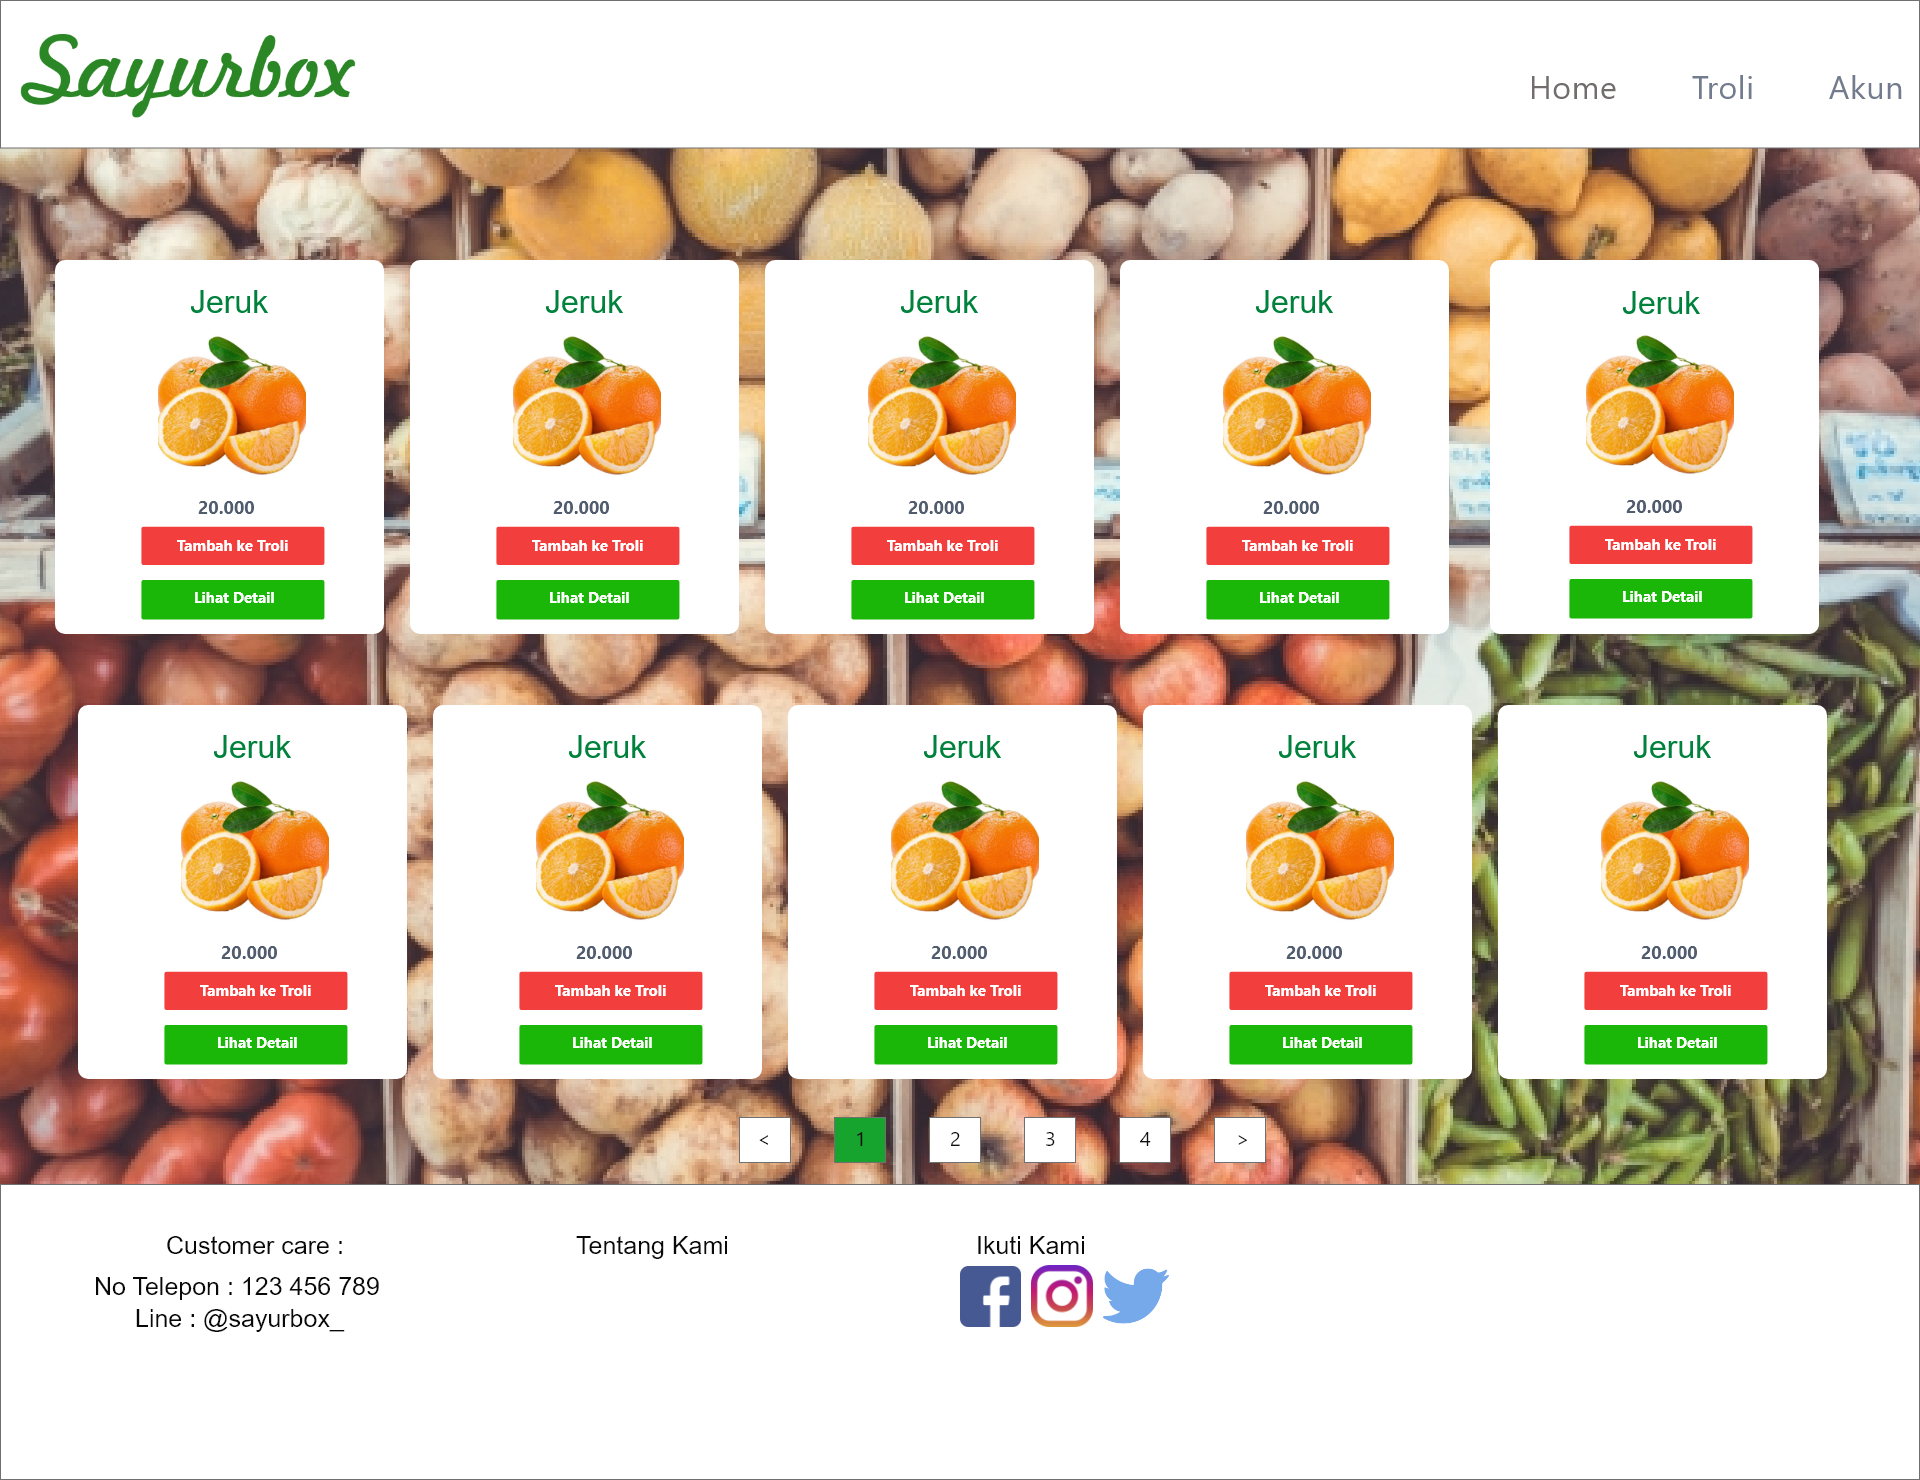 Sayurbox
Home Troli Akun
Jeruk Jeruk Jeruk Jeruk Jeruk
20.000 20.000 20.000 20.000 20.000
Tambah ke Troli Tambah ke Troli Tambah ke Troli Tambah ke Troli Tambah ke Troli
Lihat Detail Lihat Detail Lihat Detail Lihat Detail Lihat Detail
Jeruk Jeruk Jeruk Jeruk Jeruk
20.000 20.000 20.000 20.000 20.000
Tambah ke Troli Tambah ke Troli Tambah ke Troli Tambah ke Troli Tambah ke Troli
Lihat Detail Lihat Detail Lihat Detail Lihat Detail Lihat Detail
< 1 2 3 4 >
Customer care : Tentang Kami Ikuti Kami
No Telepon : 123 456 789
Line : @sayurbox_